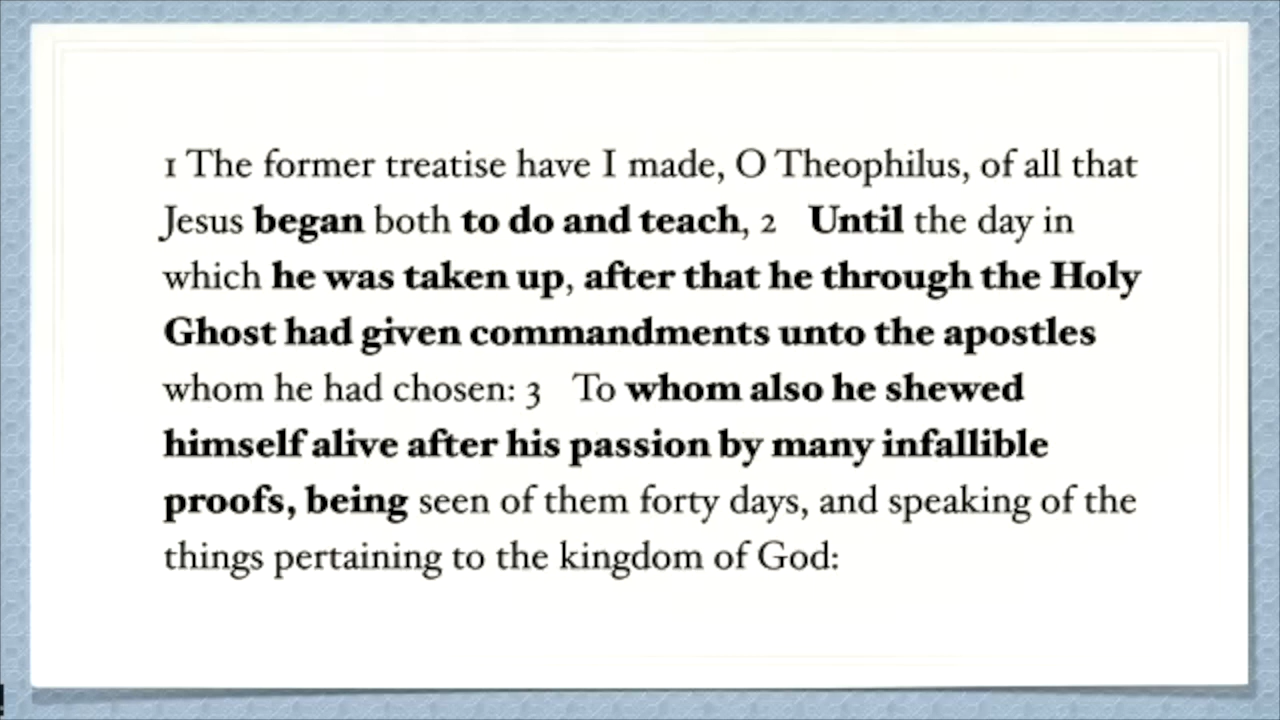 1 The former treatise have I made, O Theophilus, of all that
Jesus began both to do and teach, 2 Until the day in
which he was taken up, after that he through the Holy
Ghost had given commandments unto the apostles
whom he had chosen: 3 To whom also he shewed
himself alive after his passion by many infallible
proofs, being seen of them forty days, and speaking of the
things pertaining to the kingdom of God: